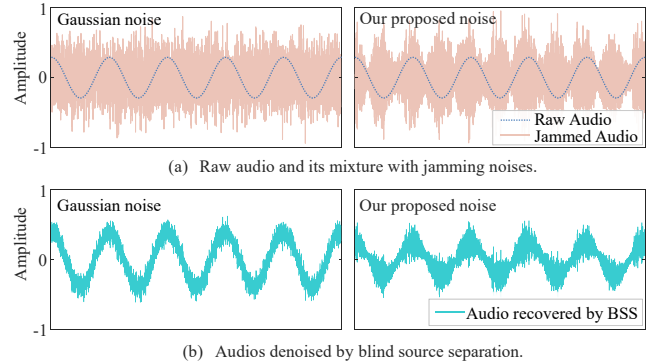 Gaussian noise
Our proposed noise
1
Amplitude
0
-1
Raw Audio
Jammed Audio
(a) Raw audio and its mixture with jamming noises.
Gaussian noise
Our proposed noise
1
Amplitude
0
-1
Audio recovered by BSS
(b) Audios denoised by blind source separation.